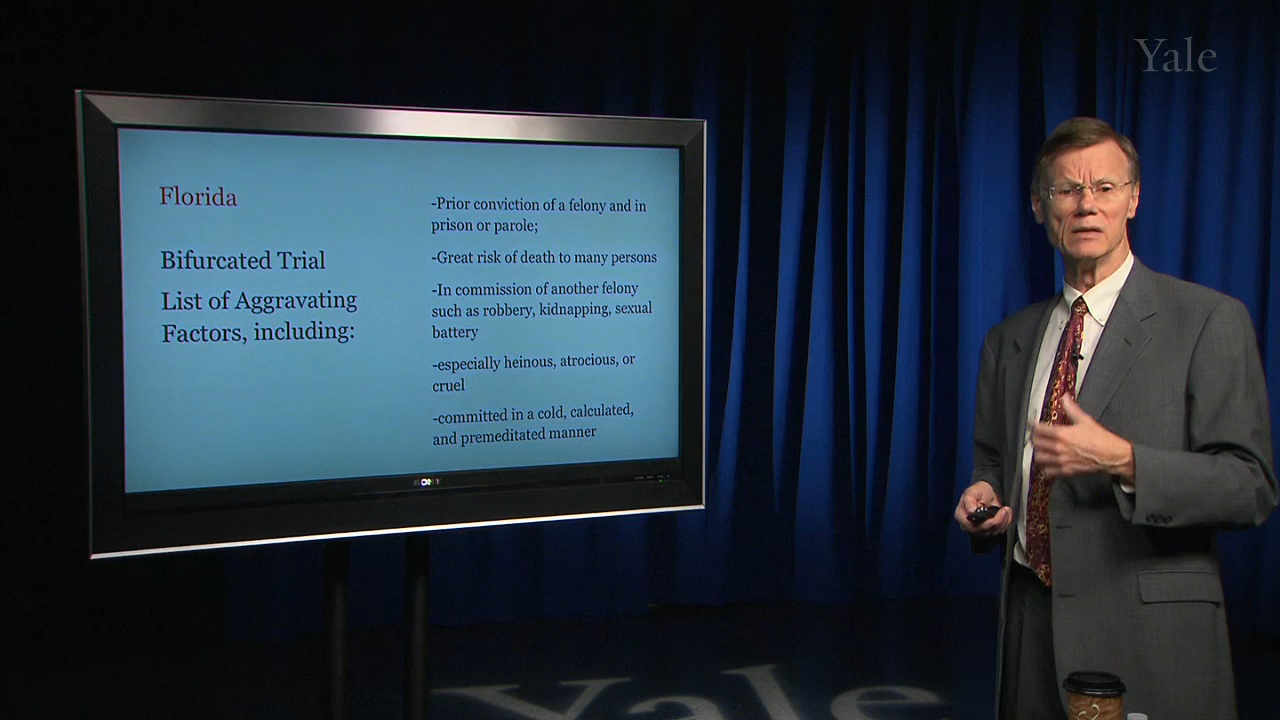 Yale
Florida
Bifurcated Trial
List of Aggravating
Factors, including:
-Prior conviction of a felony and in
prison or parole;
-Great risk of death to many persons
-In commission of another felony
such as robbery, kidnapping, sexual
battery
-especially heinous, atrocious, or
cruel
-committed in a cold, calculated,
and premeditated manner
SONY
Yale